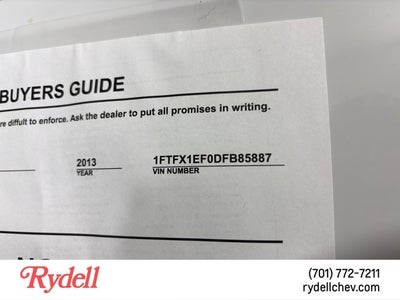 BUYERS GUIDE
re diffult to enforce. Ask the dealer to put all promises in writing.
2013 1FTFX1EF0DFB85887
YEAR VIN NUMBER
Rydell
(701) 772-7211
rydellchev.com